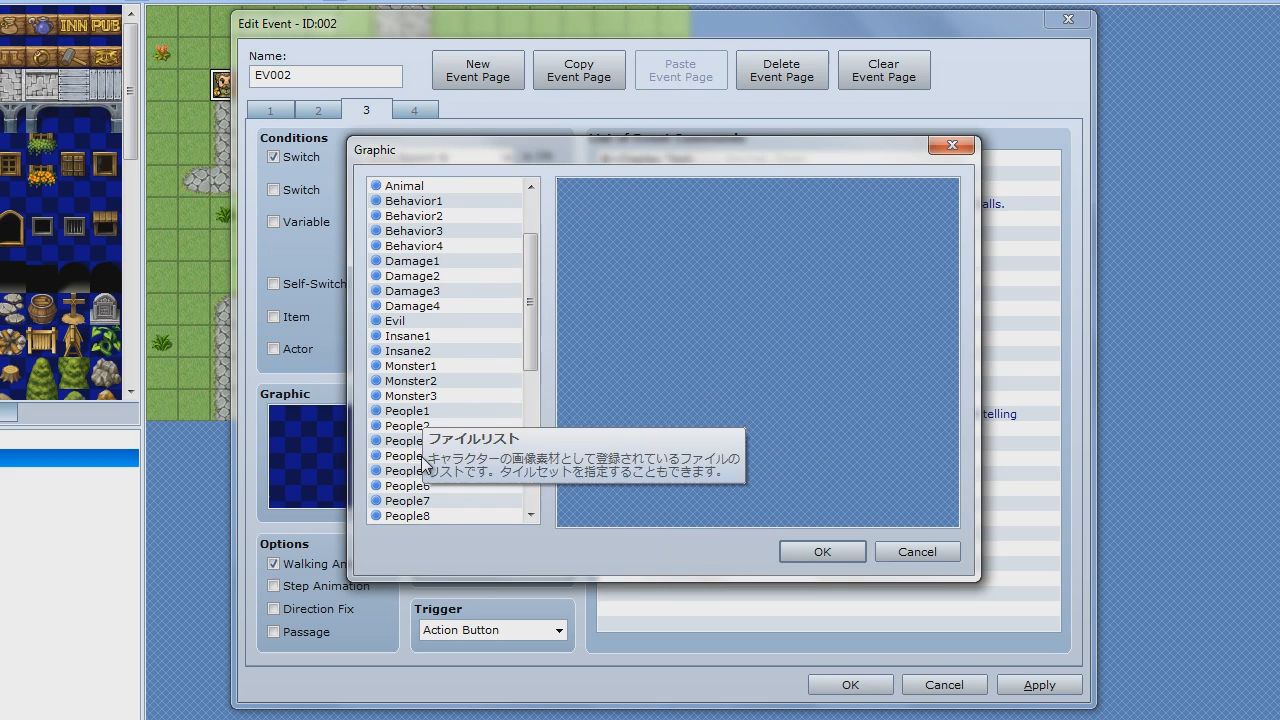 INN PUB
Edit Event - ID:002
Name:
EV002
New
Event Page
Copy
Event Page
Paste
Event Page
Delete
Event Page
Clear
Event Page
1
2
3
4
Conditions
Switch
Switch
Variable
Self-Switch
Item
Actor
Graphic
Options
Walking An
Step Animation
Direction Fix
Passage
Trigger
Action Button
Graphic
Animal
Behavior1
Behavior2
Behavior3
Behavior4
Damage1
Damage2
Damage3
Damage4
Evil
Insane1
Insane2
Monster1
Monster2
Monster3
People1
People2
People
People
People
People6
People7
People8
ファイルリスト
キャラクターの画像素材として登録されているファイルの
リストです。タイルセットを指定することもできます。
OK
Cancel
alls.
telling
OK
Cancel
Apply